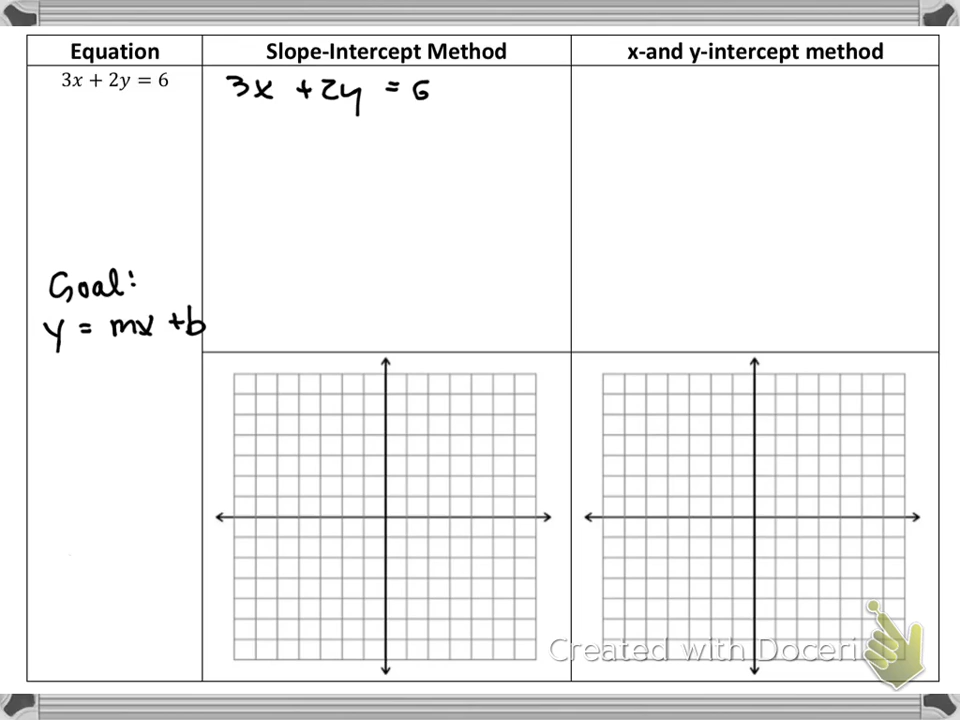 Equation
Slope-Intercept Method
x-and y-intercept method
3x + 2y = 6
3x + 2y = 6
Goal:
y = mx + b
Created with Doceri